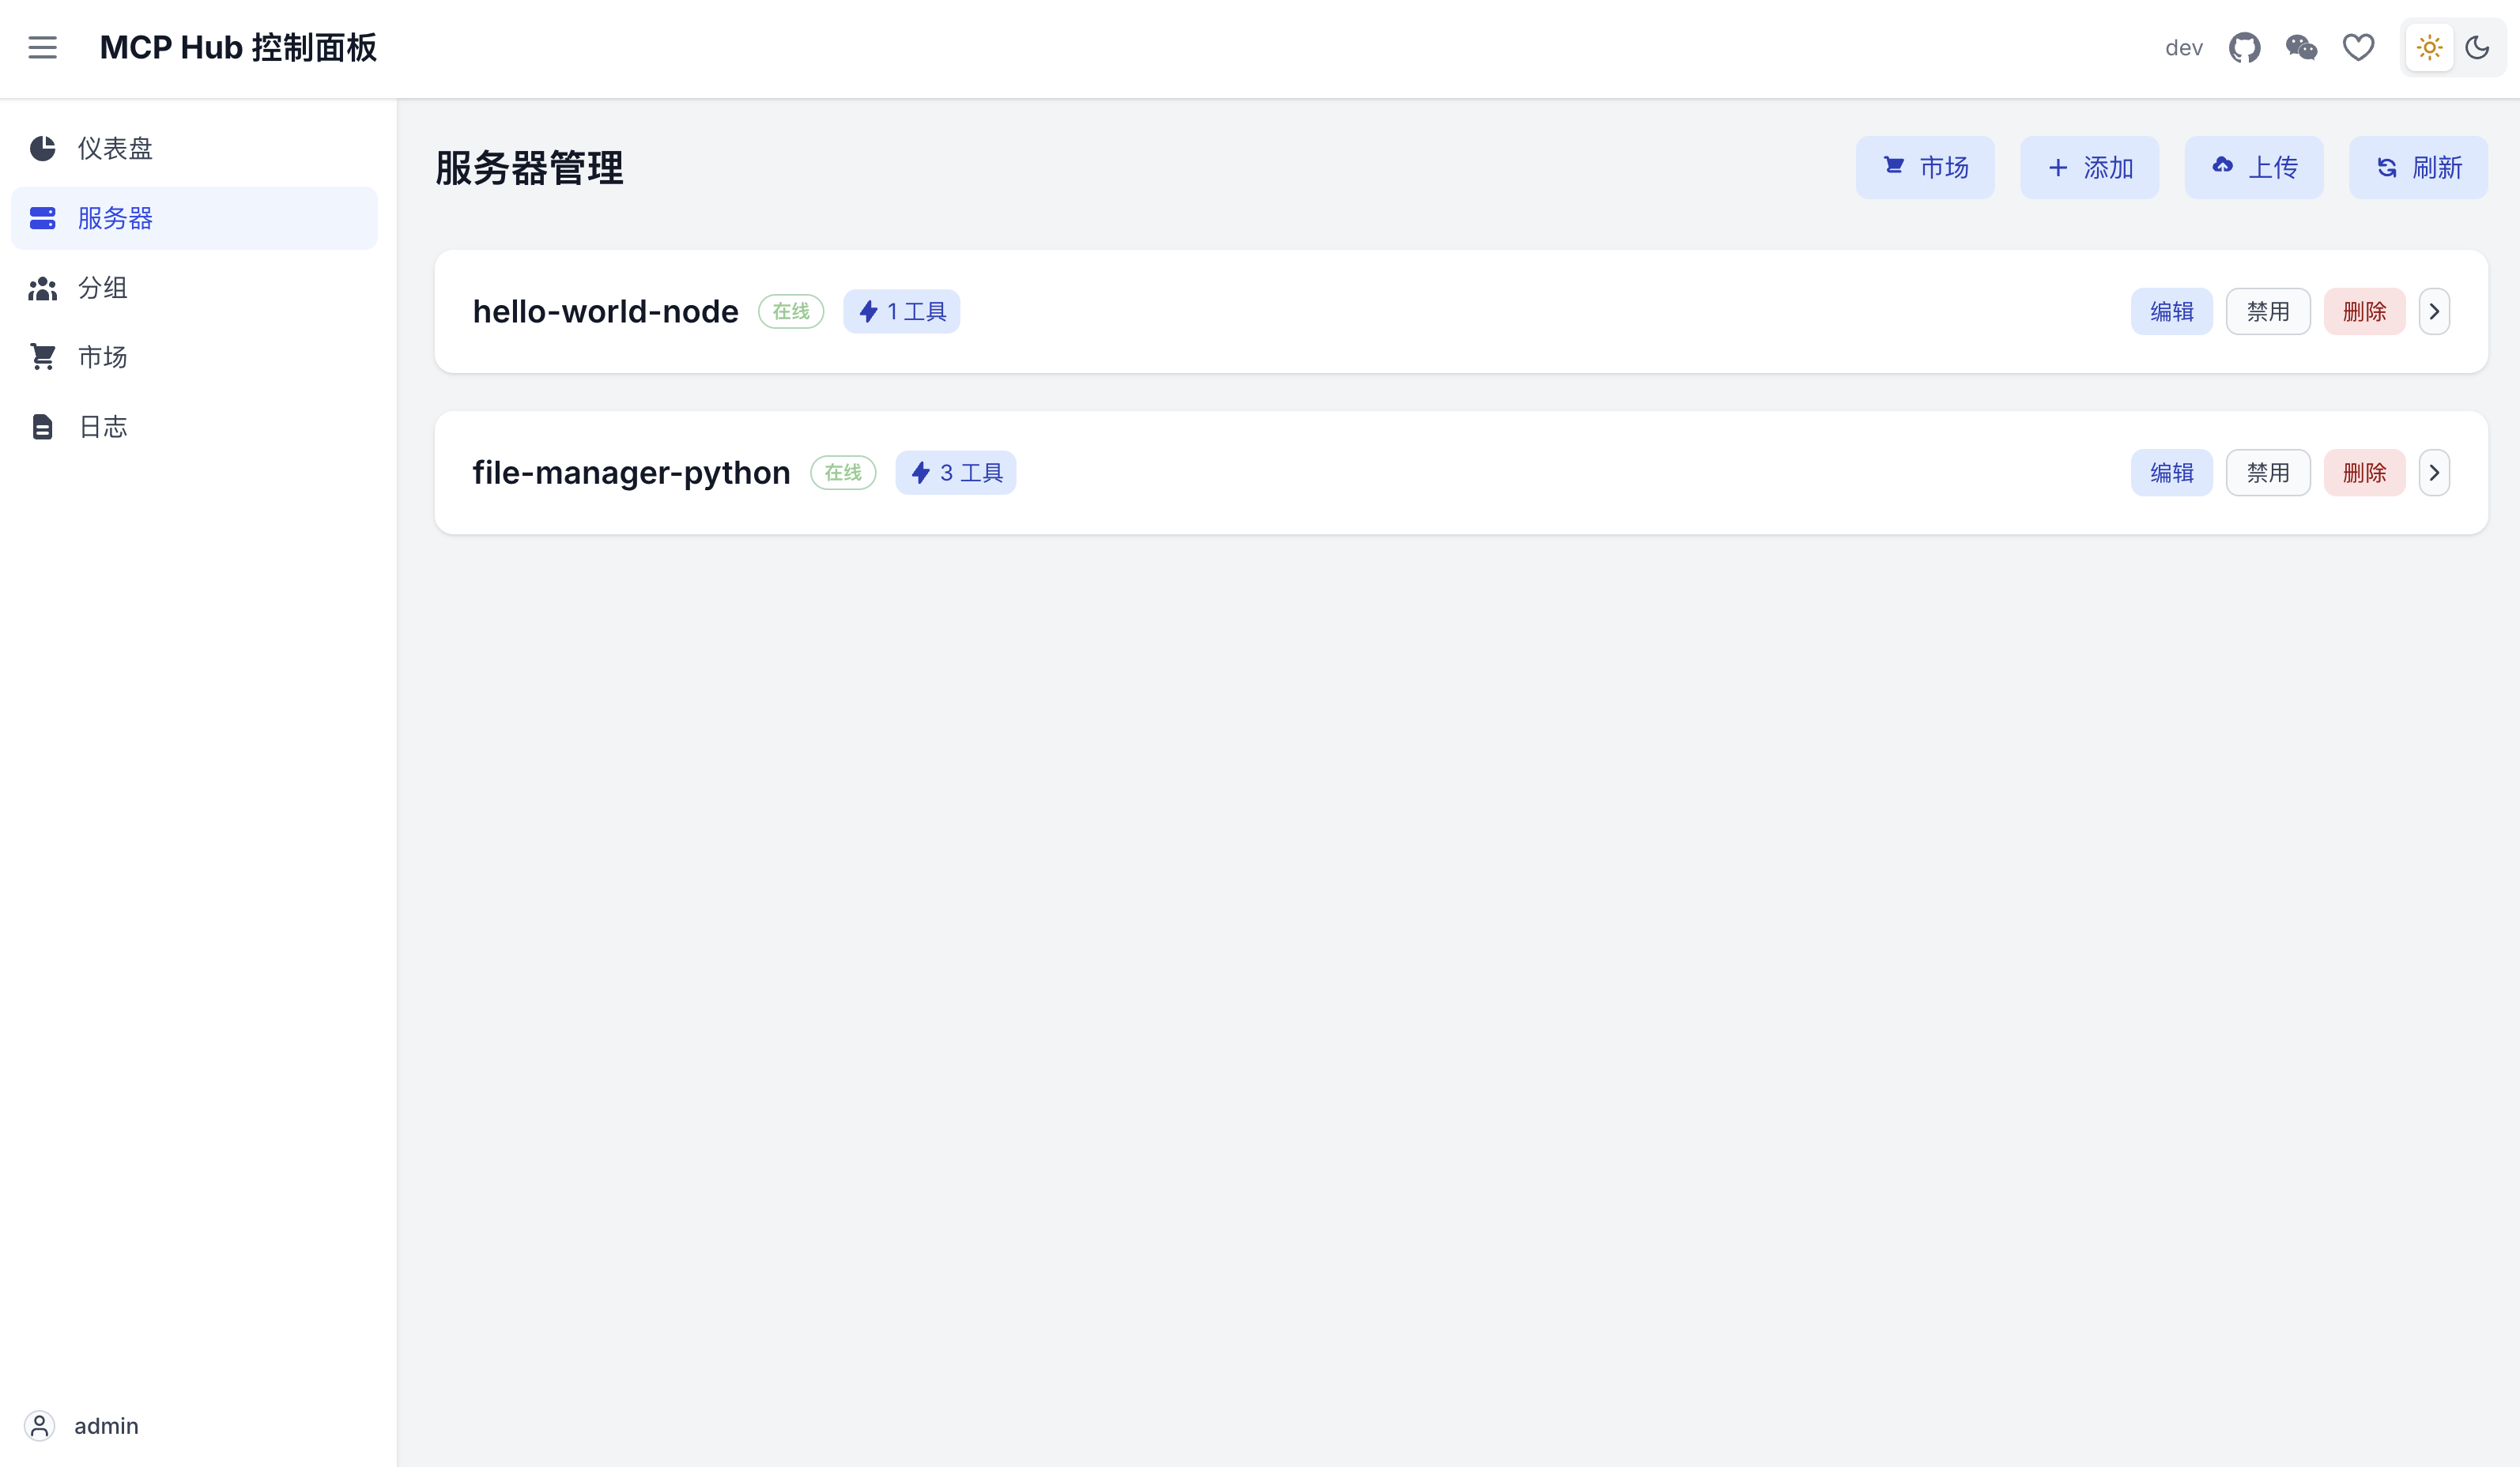 MCP Hub 控制面板
dev
仪表盘
服务器
分组
市场
日志
admin
服务器管理
市场
添加
上传
刷新
hello-world-node 在线 1 工具 编辑 禁用 删除
file-manager-python 在线 3 工具 编辑 禁用 删除